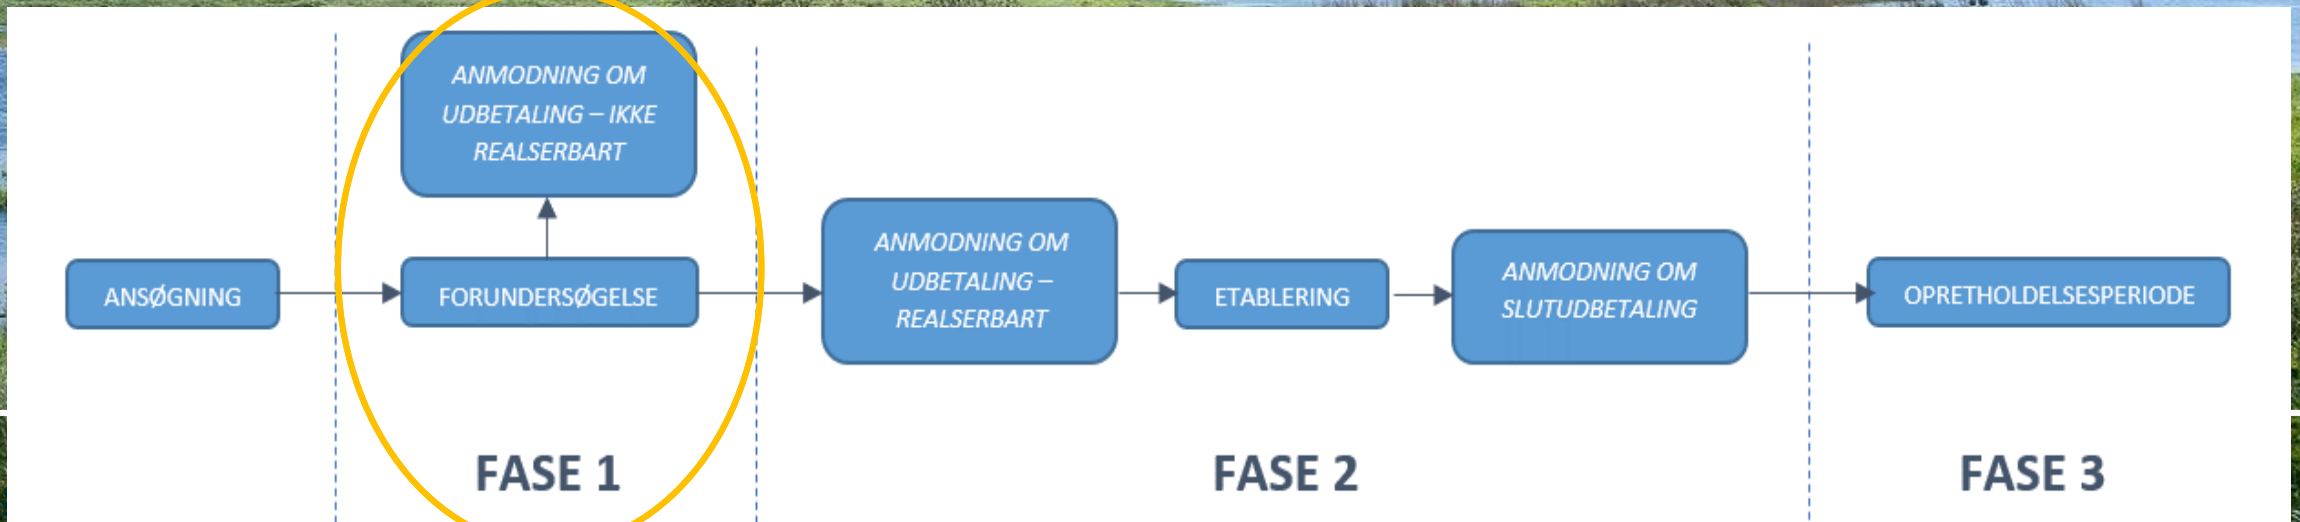 ANMODNING OM
UDBETALING – IKKE
REALSERBART
ANSØGNING
FORUNDERSØGELSE
ANMODNING OM
UDBETALING –
REALSERBART
ETABLERING
ANMODNING OM
SLUTUDBETALING
OPRETHOLDELSESPERIODE
FASE 1
FASE 2
FASE 3